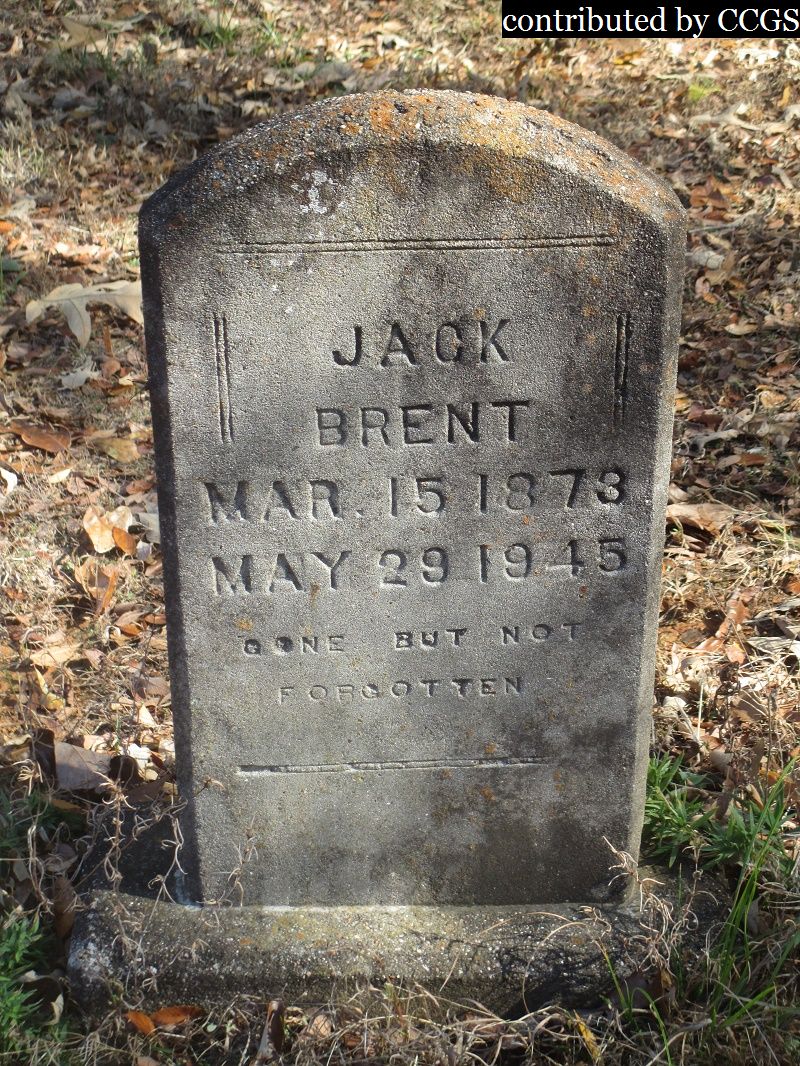 contributed by CCGS
JACK
BRENT
MAR. 15 1873
MAY 29 1945
GONE BUT NOT
FORGOTTEN